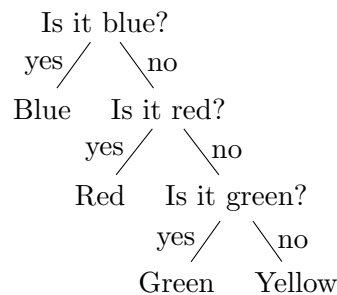 Is it blue?
yes no
Blue Is it red?
yes no
Red Is it green?
yes no
Green Yellow